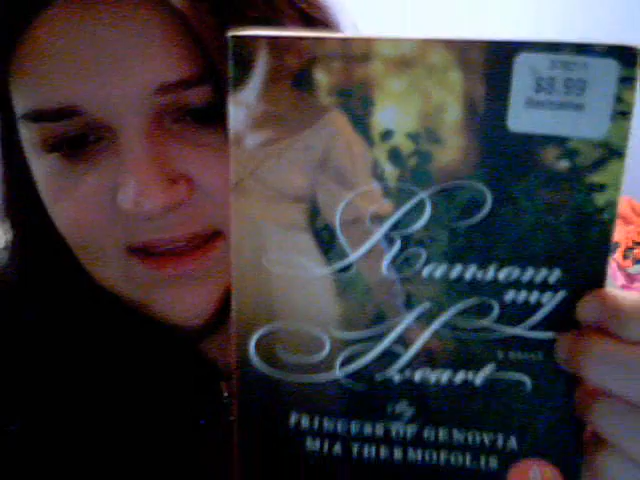 $8.99
Ransom
my
Heart
A NOVEL
By
PRINCESS OF GENOVIA
MIA THERMOPOLIS